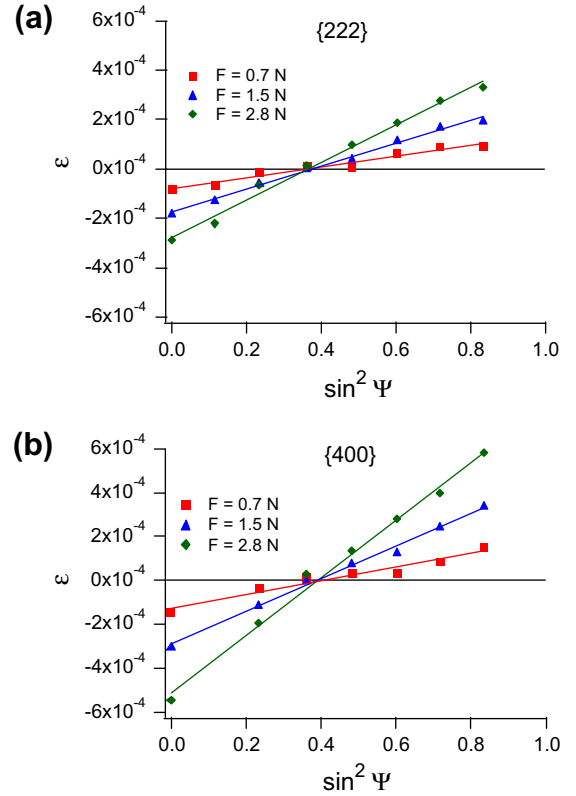 (a)
{222}
6x10⁻⁴
4x10⁻⁴
2x10⁻⁴
0x10⁻⁴
-2x10⁻⁴
-4x10⁻⁴
-6x10⁻⁴
ε
F = 0.7 N
F = 1.5 N
F = 2.8 N
0.0 0.2 0.4 0.6 0.8 1.0
sin² Ψ
(b)
{400}
6x10⁻⁴
4x10⁻⁴
2x10⁻⁴
0x10⁻⁴
-2x10⁻⁴
-4x10⁻⁴
-6x10⁻⁴
ε
F = 0.7 N
F = 1.5 N
F = 2.8 N
0.0 0.2 0.4 0.6 0.8 1.0
sin² Ψ